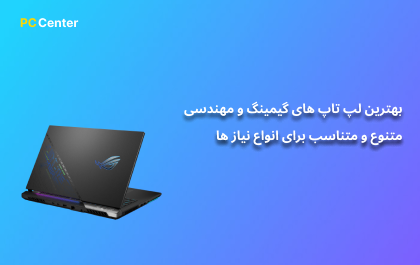 PC Center
بهترین لپ تاپ های گیمینگ و مهندسی
متنوع و متناسب برای انواع نیاز ها